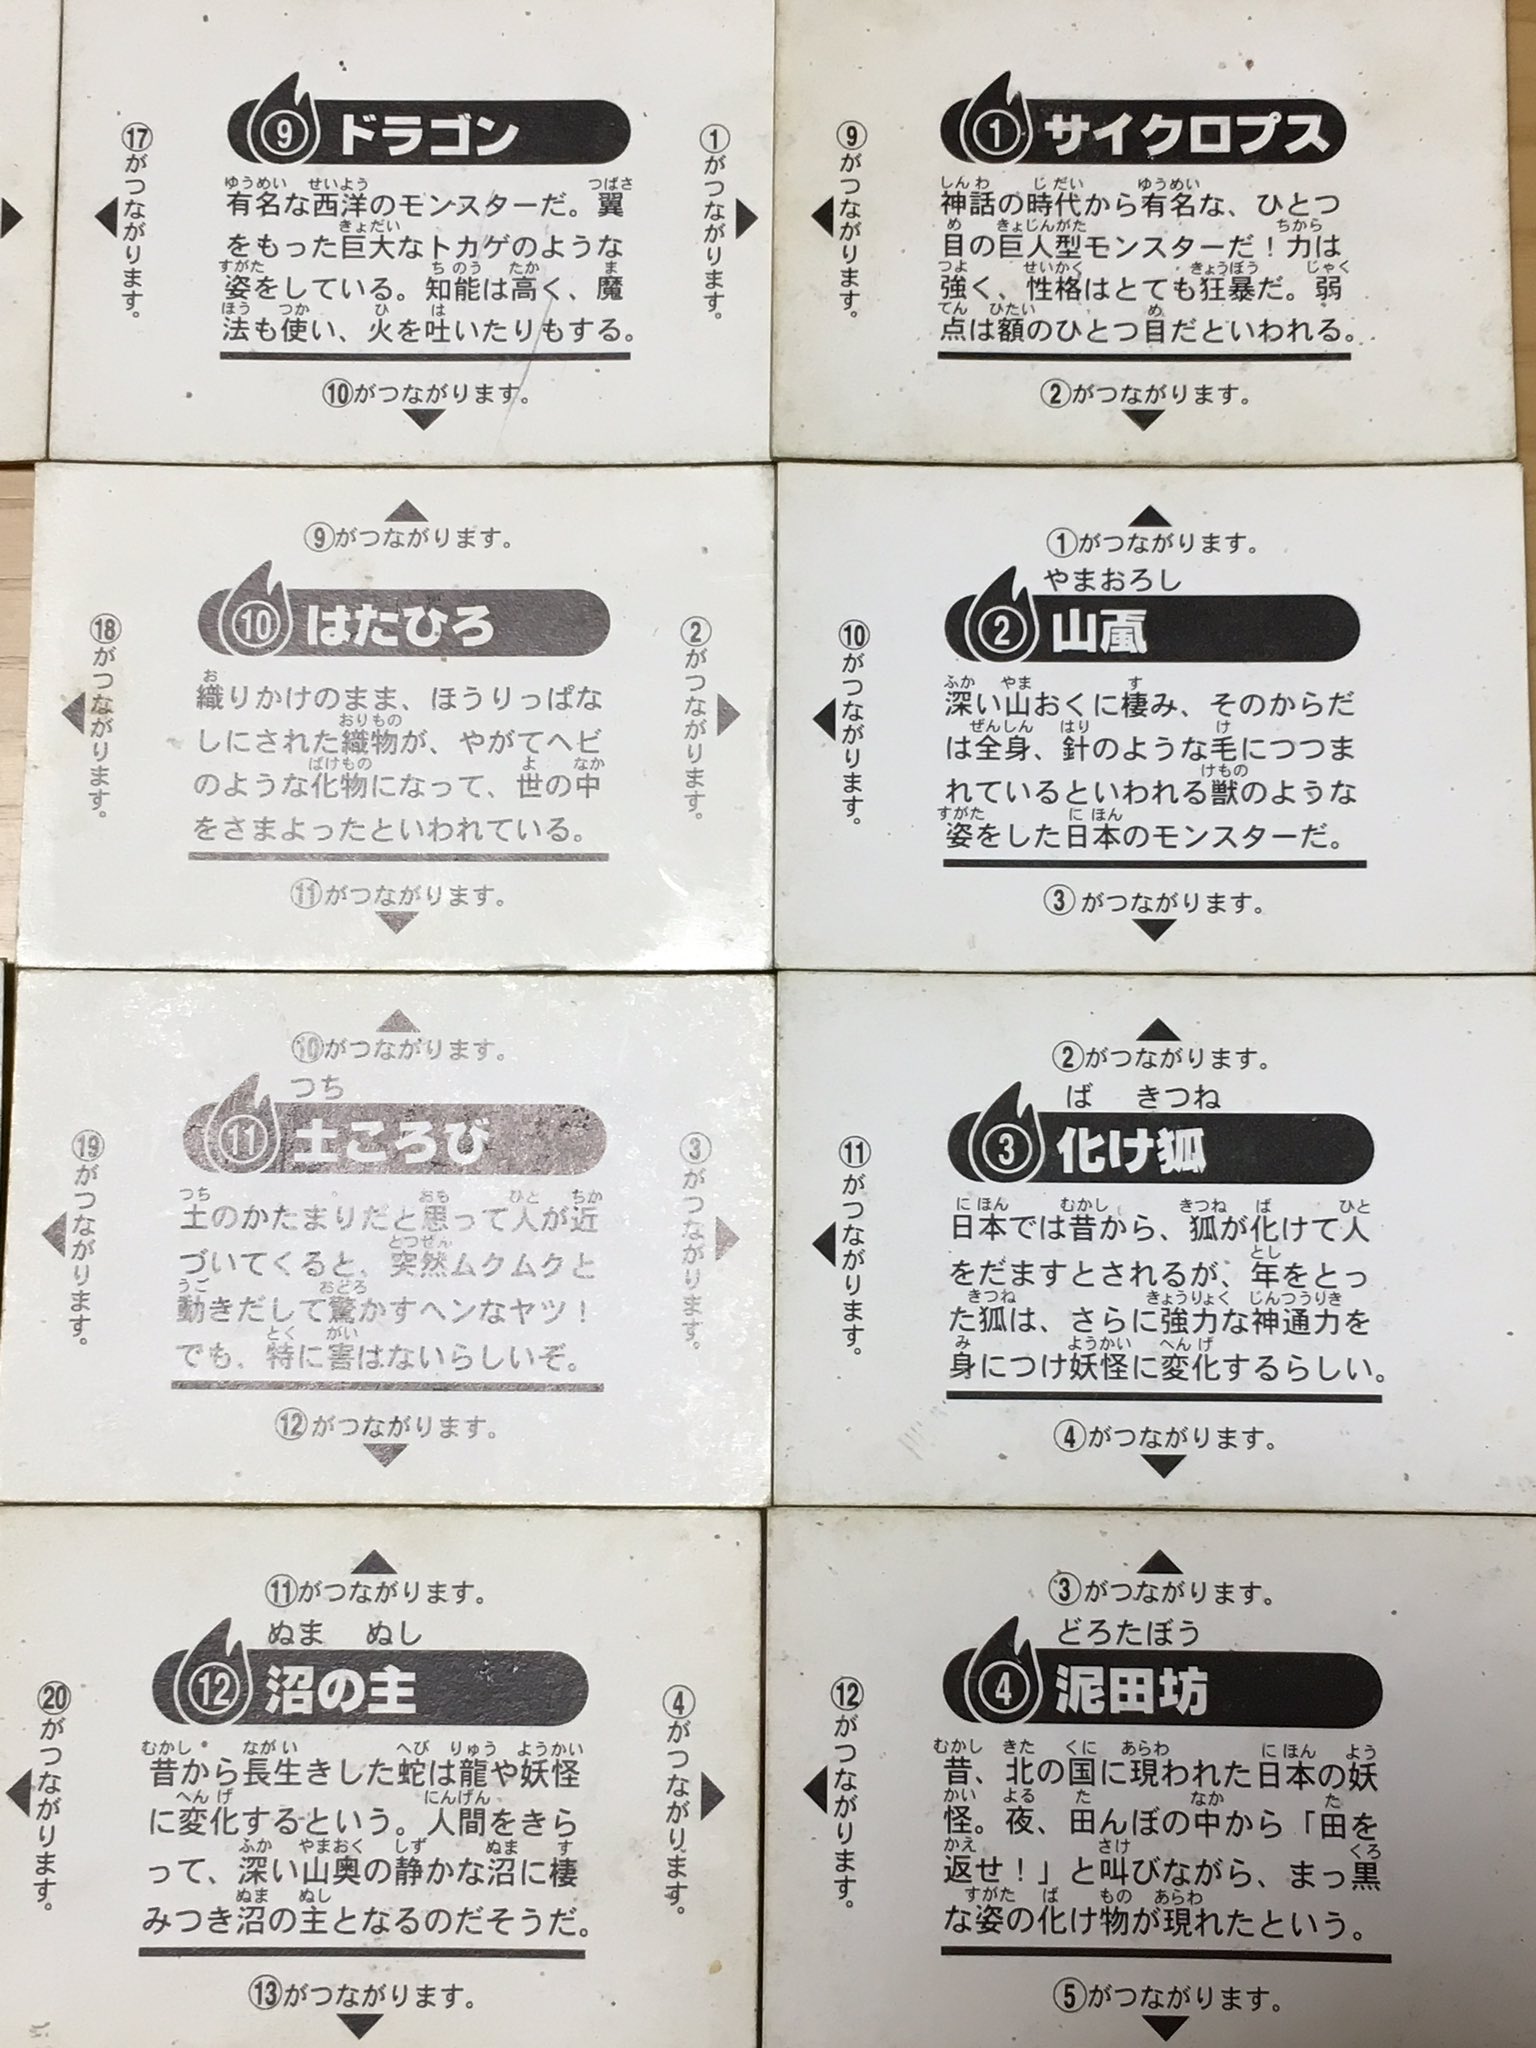 ⑨ ドラゴン
有名な西洋のモンスターだ。翼
をもった巨大なトカゲのような
姿をしている。知能は高く、魔
法も使い、火を吐いたりもする。
⑰がつながります。
①がつながります。
⑩がつながります。
① サイクロプス
神話の時代から有名な、ひとつ
目の巨人型モンスターだ!力は
強く、性格はとても狂暴だ。弱
点は額のひとつ目だといわれる。
⑨がつながります。
②がつながります。
⑨がつながります。
⑩ はたひろ
織りかけのまま、ほうりっぱな
しにされた織物が、やがてヘビ
のような化物になって、世の中
をさまよったといわれている。
⑱がつながります。
②がつながります。
⑪がつながります。
①がつながります。
やまおろし
② 山颪
深い山おくに棲み、そのからだ
は全身、針のような毛につつま
れているといわれる獣のような
姿をした日本のモンスターだ。
⑩がつながります。
③がつながります。
⑩がつながります。
つち
⑪ 土ころび
土のかたまりだと思って人が近
づいてくると、突然ムクムクと
動きだして驚かすヘンなヤツ!
でも、特に害はないらしいぞ。
⑲がつながります。
③がつながります。
⑫がつながります。
②がつながります。
ば きつね
③ 化け狐
日本では昔から、狐が化けて人
をだますとされるが、年をとっ
た狐は、さらに強力な神通力を
身につけ妖怪に変化するらしい。
⑪がつながります。
④がつながります。
⑪がつながります。
ぬま ぬし
⑫ 沼の主
昔から長生きした蛇は龍や妖怪
に変化するという。人間をきら
って、深い山奥の静かな沼に棲
みつき沼の主となるのだそうだ。
⑳がつながります。
④がつながります。
⑬がつながります。
③がつながります。
どろたぼう
④ 泥田坊
昔、北の国に現われた日本の妖
怪。夜、田んぼの中から「田を
返せ!」と叫びながら、まっ黒
な姿の化け物が現れたという。
⑫がつながります。
⑤がつながります。